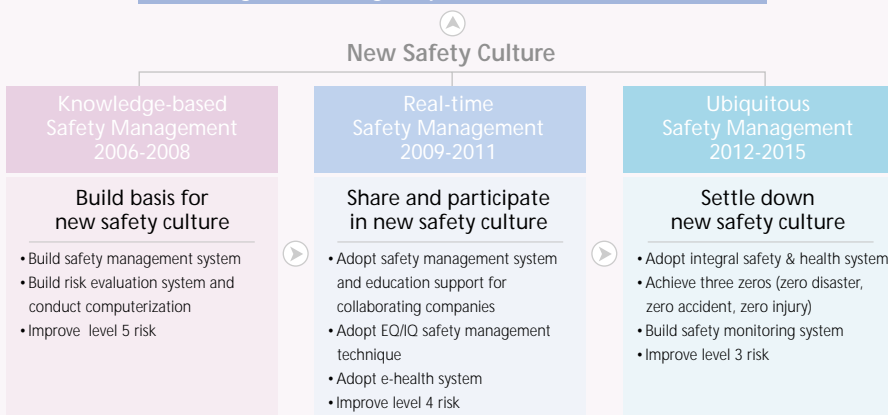 New Safety Culture
Knowledge-based
Safety Management
2006-2008
Build basis for
new safety culture
• Build safety management system
• Build risk evaluation system and
conduct computerization
• Improve level 5 risk
Real-time
Safety Management
2009-2011
Share and participate
in new safety culture
• Adopt safety management system
and education support for
collaborating companies
• Adopt EQ/IQ safety management
technique
• Adopt e-health system
• Improve level 4 risk
Ubiquitous
Safety Management
2012-2015
Settle down
new safety culture
• Adopt integral safety & health system
• Achieve three zeros (zero disaster,
zero accident, zero injury)
• Build safety monitoring system
• Improve level 3 risk